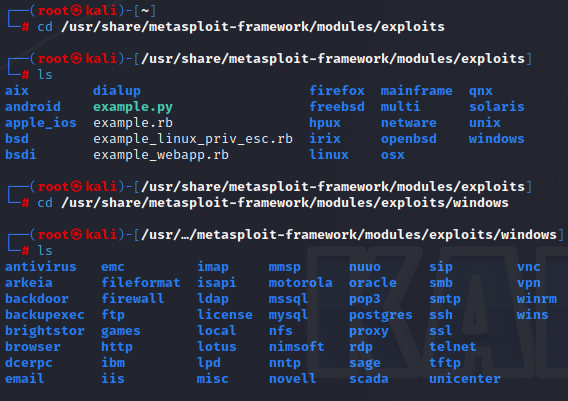 ┌──(root㉿kali)-[~]
└─# cd /usr/share/metasploit-framework/modules/exploits
┌──(root㉿kali)-[/usr/share/metasploit-framework/modules/exploits]
└─# ls
aix dialup firefox mainframe qnx
android example.py freebsd multi solaris
apple_ios example.rb hpux netware unix
bsd example_linux_priv_esc.rb irix openbsd windows
bsdi example_webapp.rb linux osx
┌──(root㉿kali)-[/usr/share/metasploit-framework/modules/exploits]
└─# cd /usr/share/metasploit-framework/modules/exploits/windows
┌──(root㉿kali)-[/usr/…/metasploit-framework/modules/exploits/windows]
└─# ls
antivirus emc imap mmsp nuuo sip vnc
arkeia fileformat isapi motorola oracle smb vpn
backdoor firewall ldap mssql pop3 smtp winrm
backupexec ftp license mysql postgres ssh wins
brightstor games local nfs proxy ssl
browser http lotus nimsoft rdp telnet
dcerpc ibm lpd nntp sage tftp
email iis misc novell scada unicenter